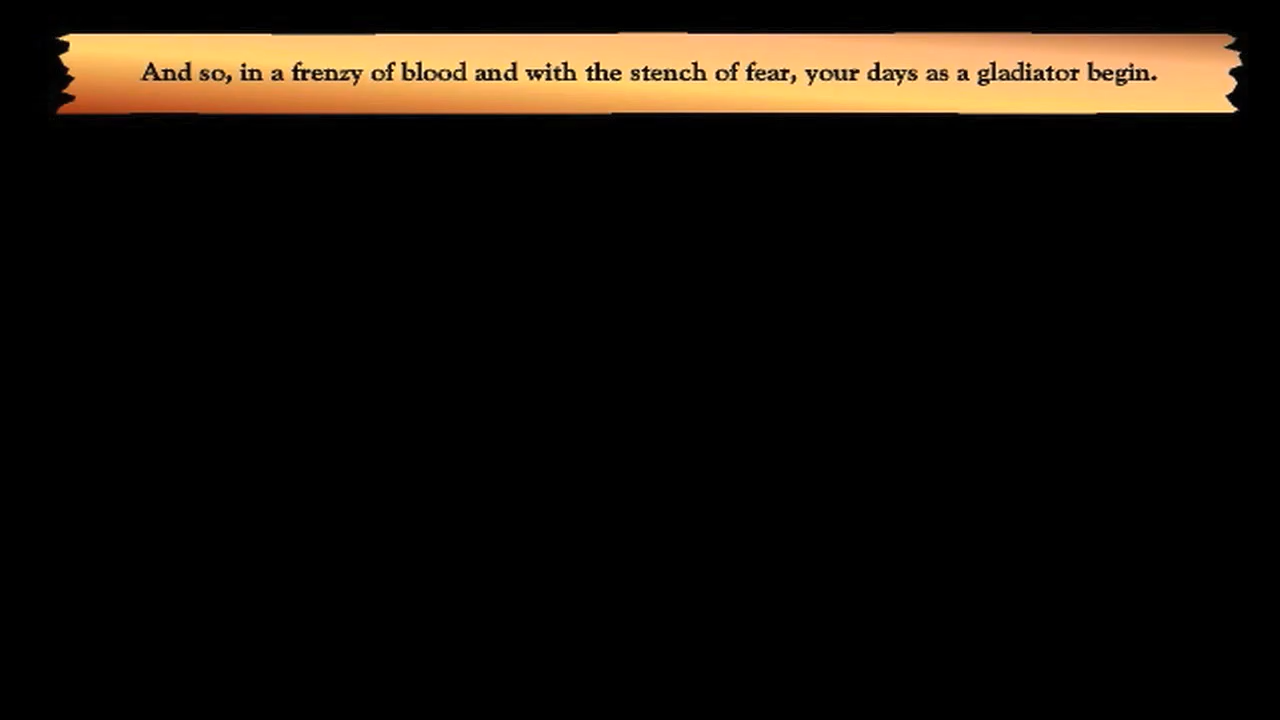 And so, in a frenzy of blood and with the stench of fear, your days as a gladiator begin.